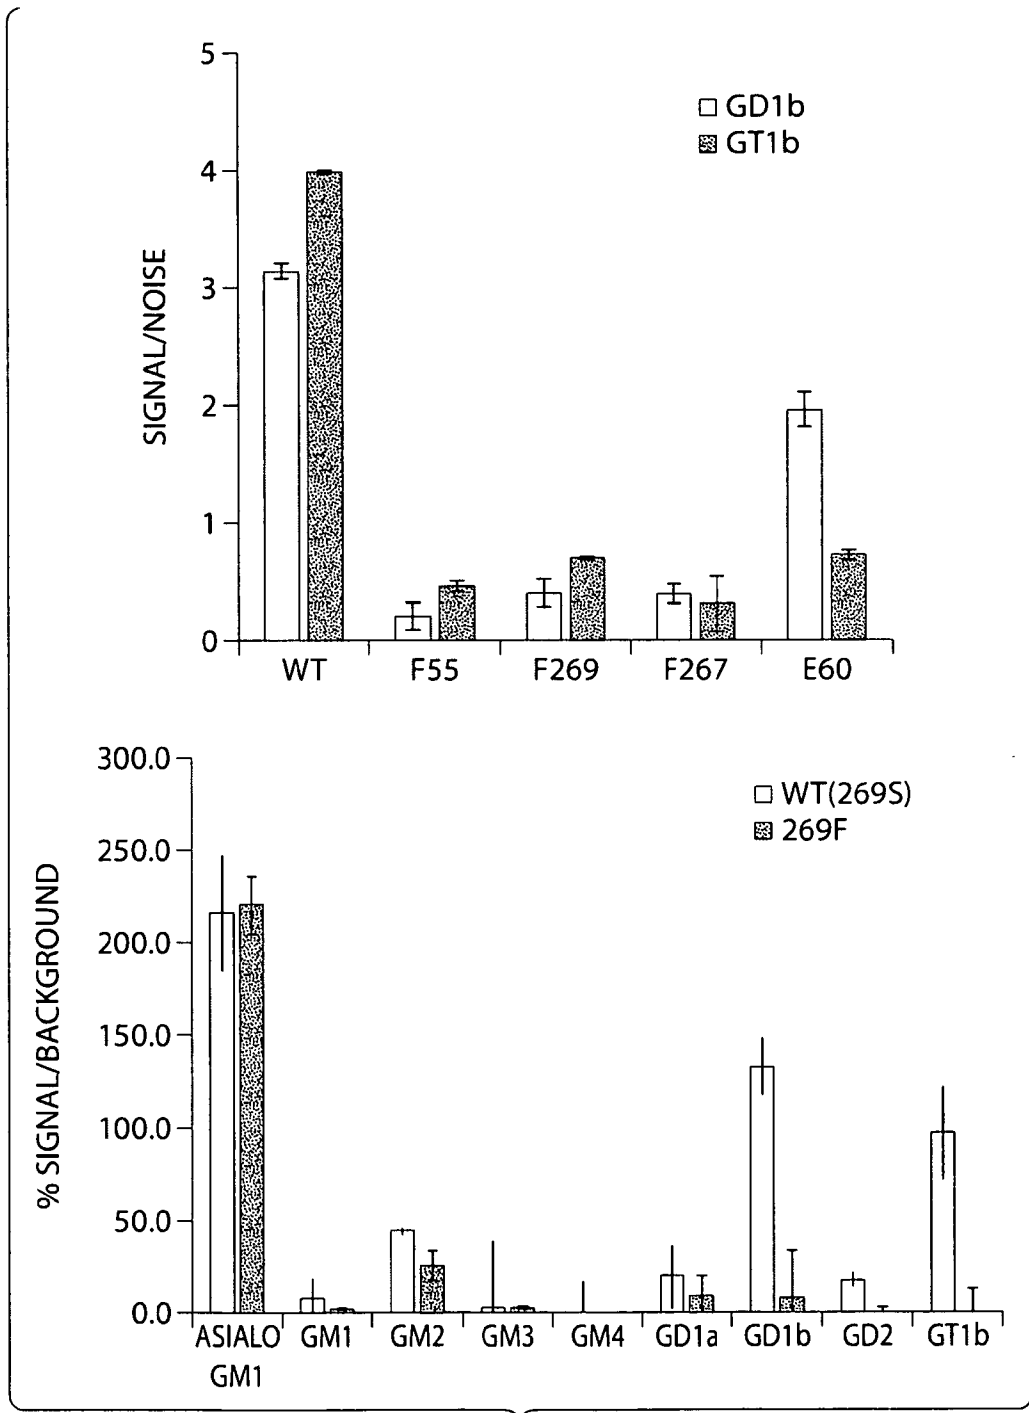 5
4
3
2
1
0
SIGNAL/NOISE
GD1b
GT1b
WT F55 F269 F267 E60
300.0
250.0
200.0
150.0
100.0
50.0
0.0
% SIGNAL/BACKGROUND
WT(269S)
269F
ASIALO GM1 GM2 GM3 GM4 GD1a GD1b GD2 GT1b
GM1